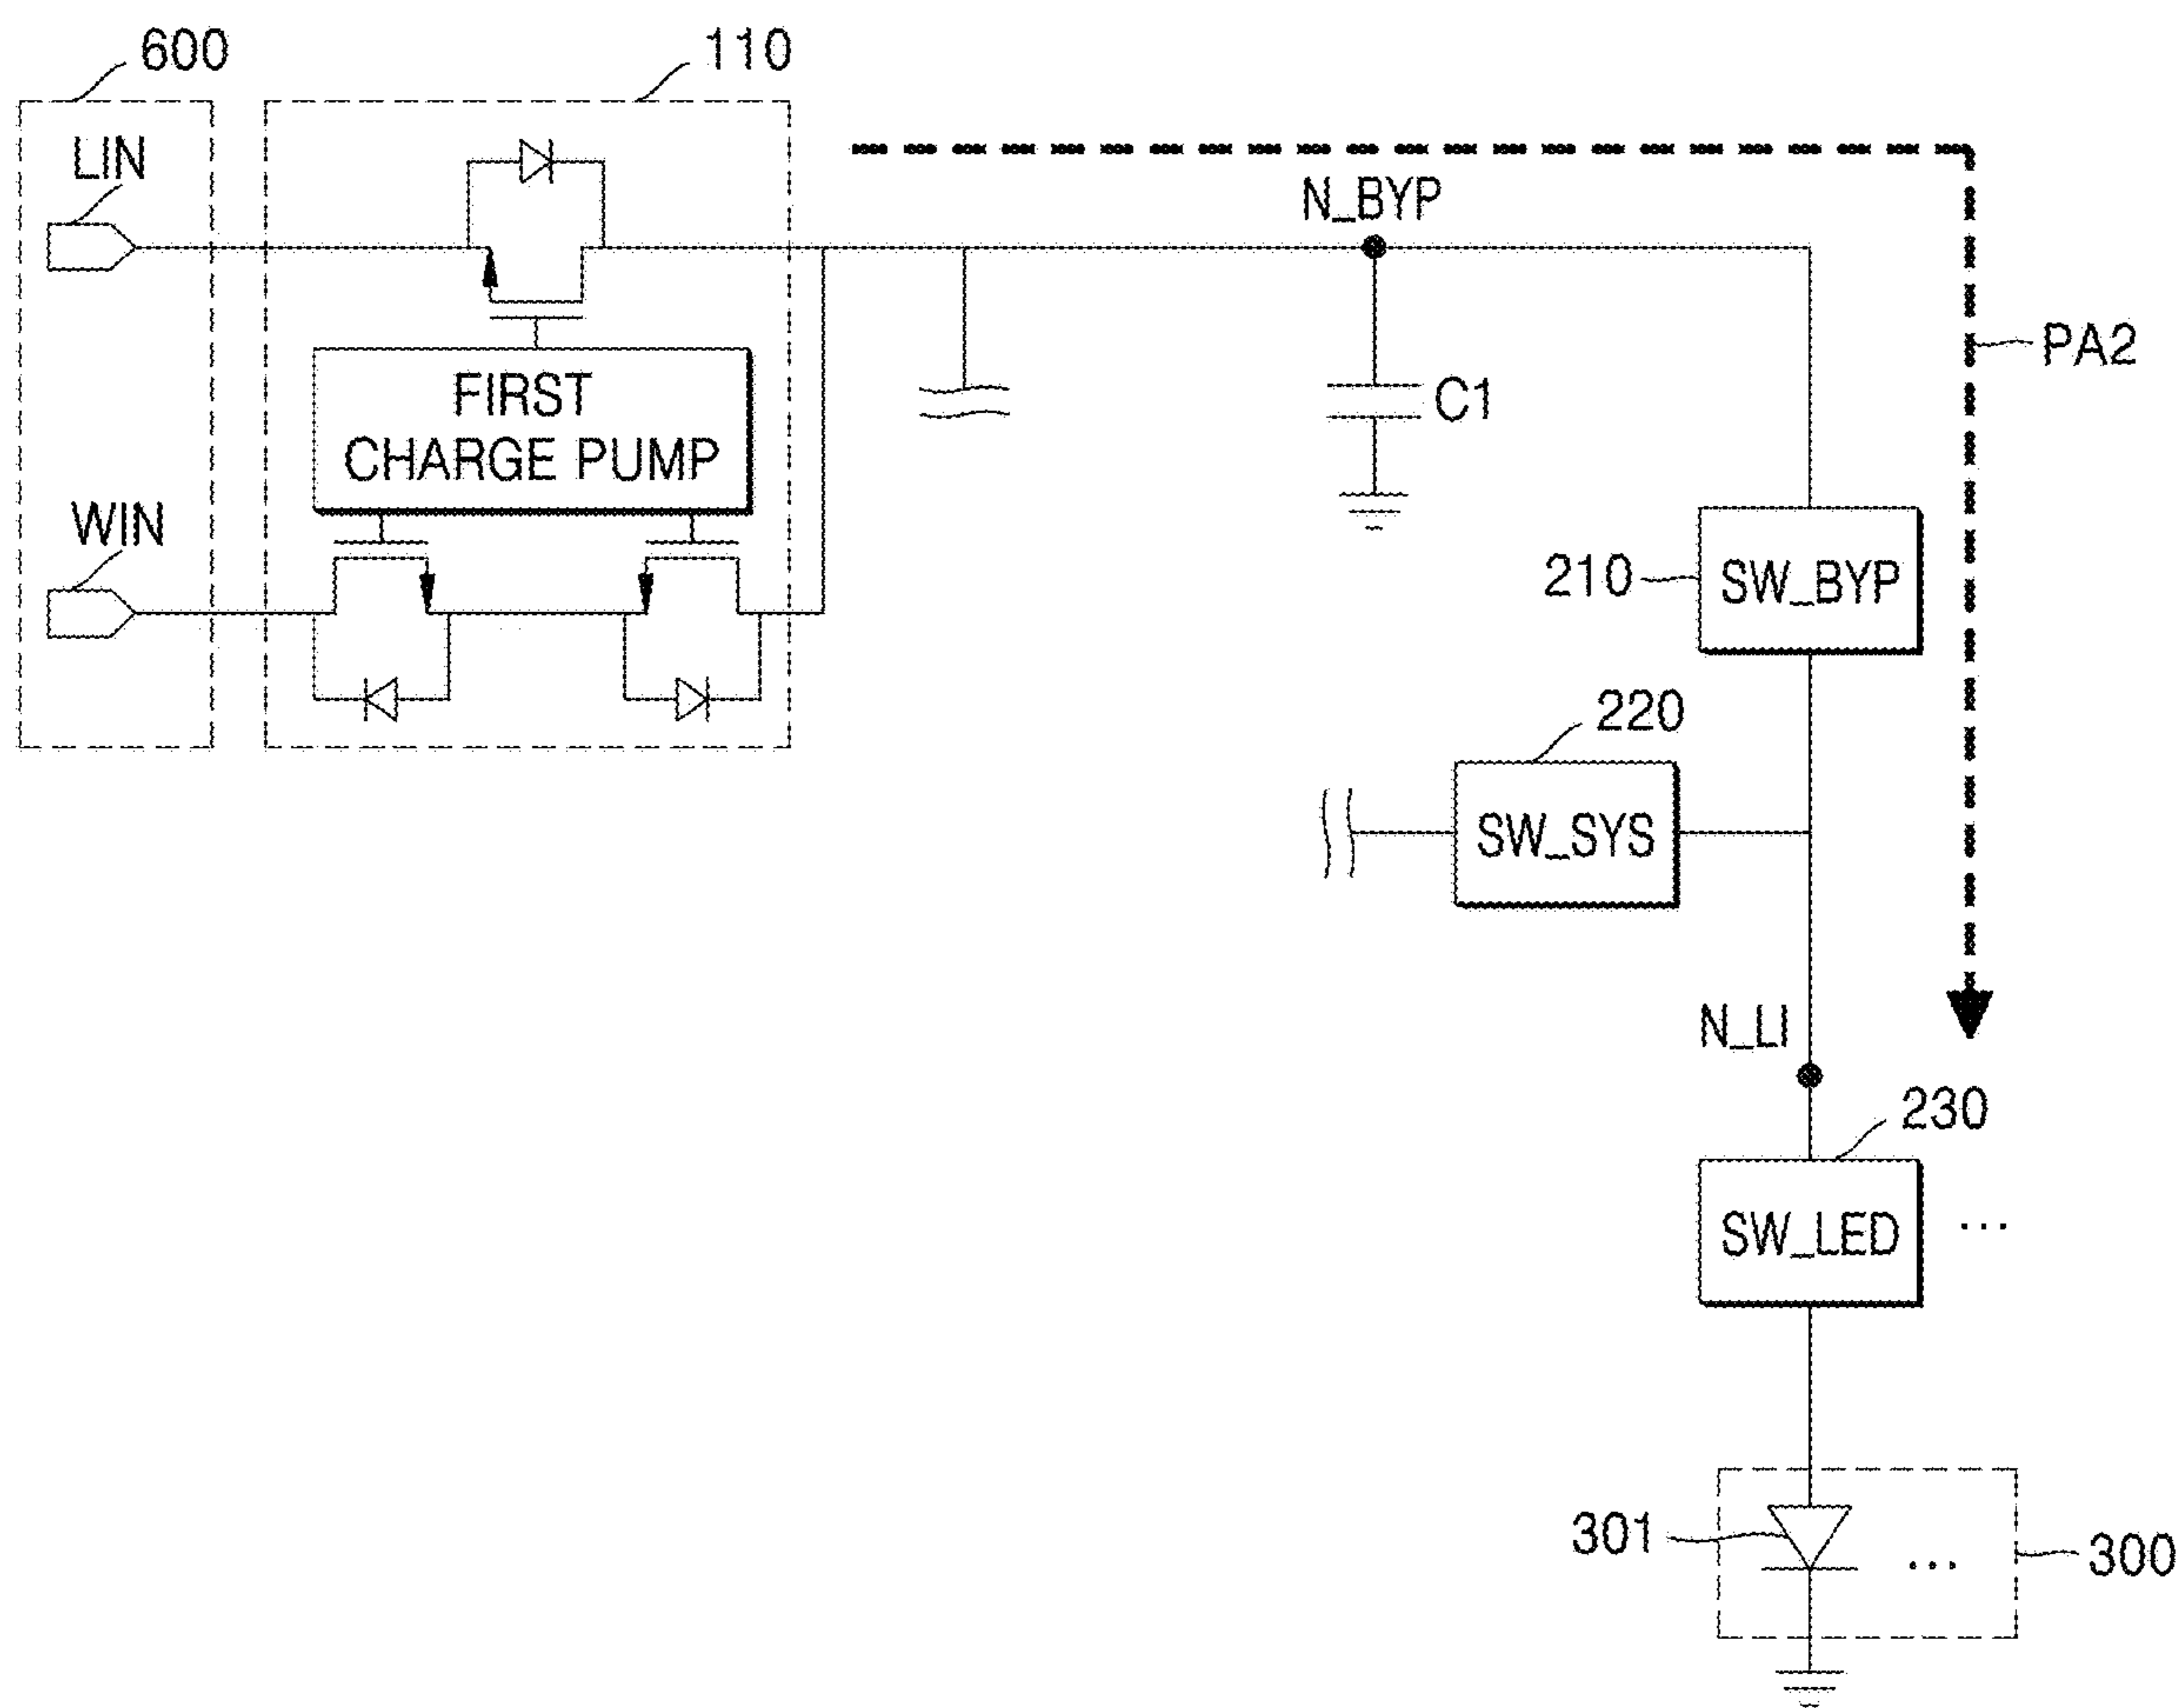 600
110
LIN
N_BYP
PA2
FIRST
CHARGE PUMP
C1
WIN
210
SW_BYP
220
SW_SYS
N_LI
230
SW_LED
...
301
...
300